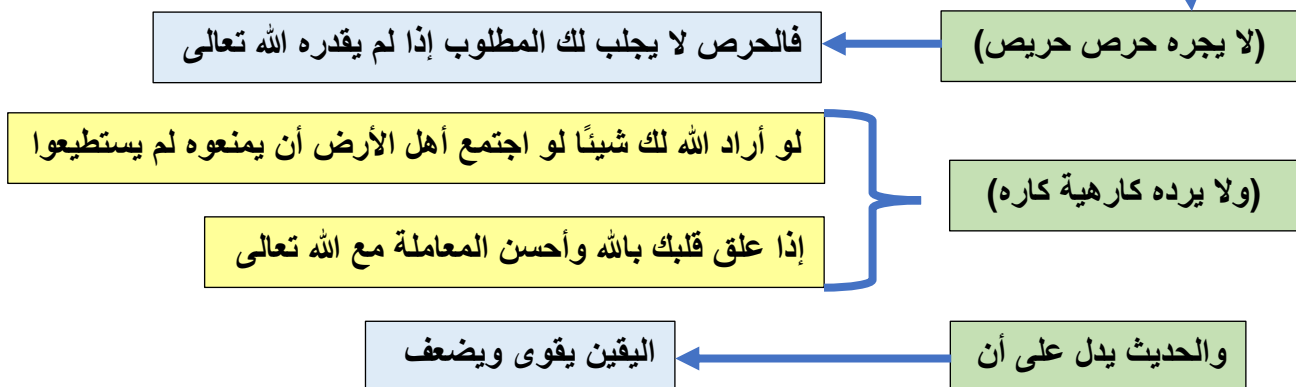 (لا يجره حرص حريص)
فالحرص لا يجلب لك المطلوب إذا لم يقدره الله تعالى
(ولا يرده كارهية كاره)
لو أراد الله لك شيئًا لو اجتمع أهل الأرض أن يمنعوه لم يستطيعوا
إذا علق قلبك بالله وأحسن المعاملة مع الله تعالى
والحديث يدل على أن
اليقين يقوى ويضعف